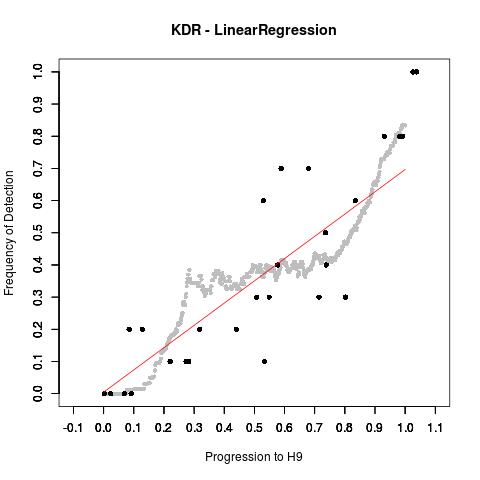 KDR - LinearRegression
Frequency of Detection
1.0
0.9
0.8
0.7
0.6
0.5
0.4
0.3
0.2
0.1
0.0
-0.1 0.0 0.1 0.2 0.3 0.4 0.5 0.6 0.7 0.8 0.9 1.0 1.1
Progression to H9